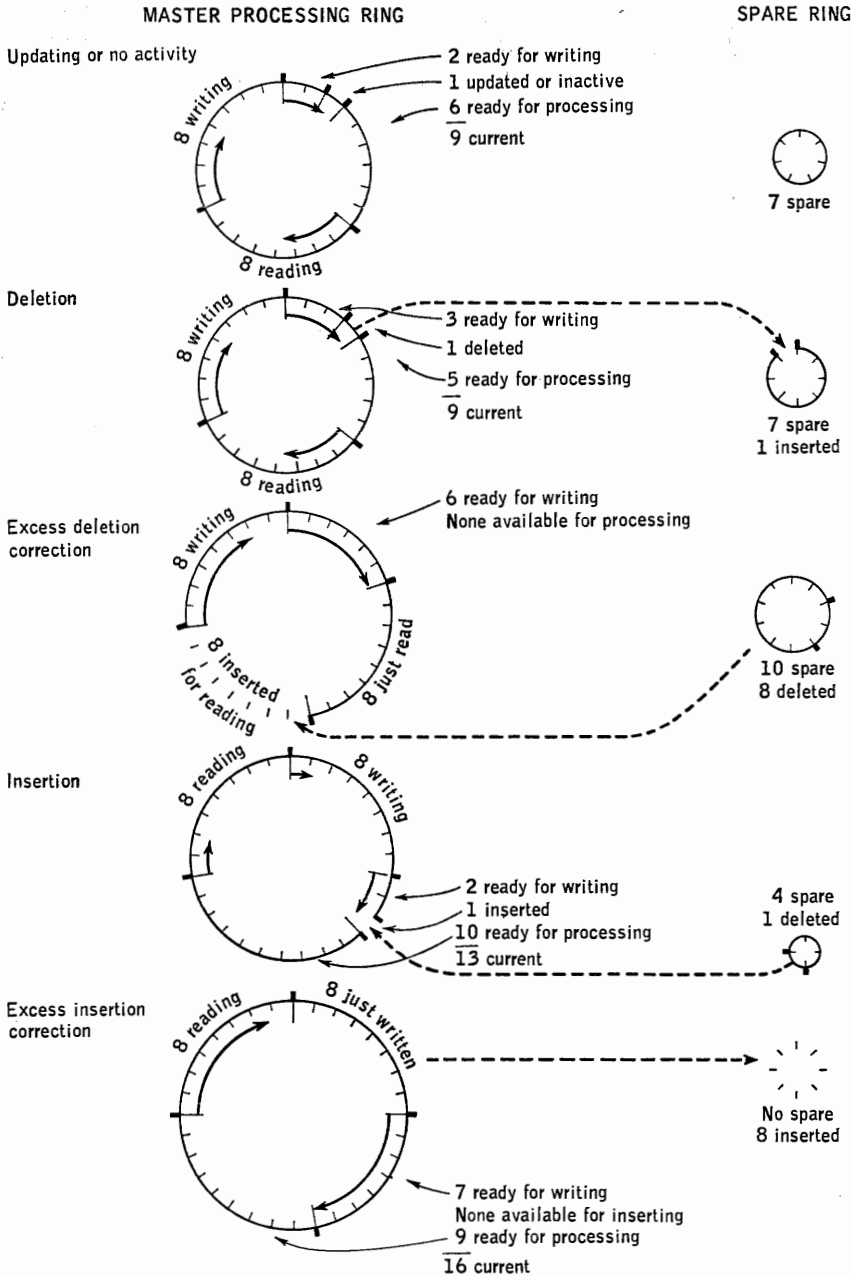 MASTER PROCESSING RING
SPARE RING
Updating or no activity
8 writing
2 ready for writing
1 updated or inactive
6 ready for processing
9 current
8 reading
7 spare
Deletion
8 writing
3 ready for writing
1 deleted
5 ready for processing
9 current
8 reading
7 spare
1 inserted
Excess deletion
correction
8 writing
6 ready for writing
None available for processing
8 just read
8 inserted
for reading
10 spare
8 deleted
Insertion
8 reading
8 writing
2 ready for writing
1 inserted
10 ready for processing
13 current
4 spare
1 deleted
Excess insertion
correction
8 reading
8 just written
7 ready for writing
None available for inserting
9 ready for processing
16 current
No spare
8 inserted